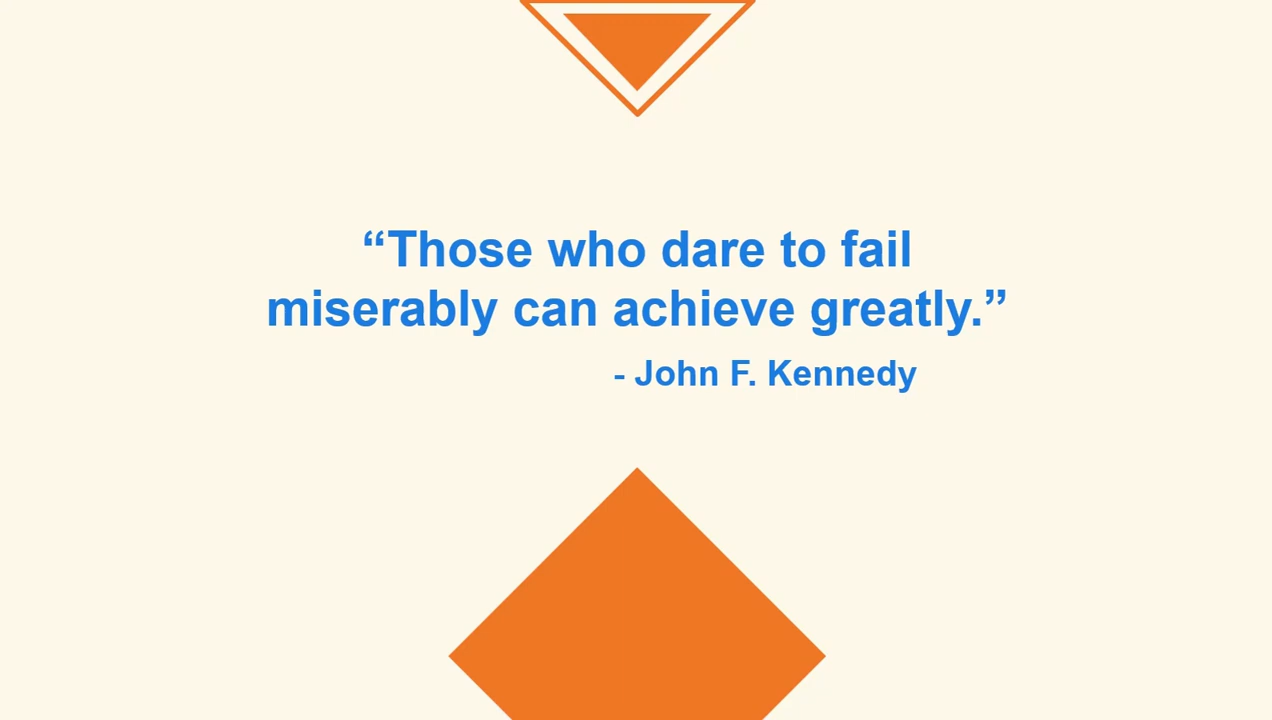 “Those who dare to fail
miserably can achieve greatly.”
- John F. Kennedy